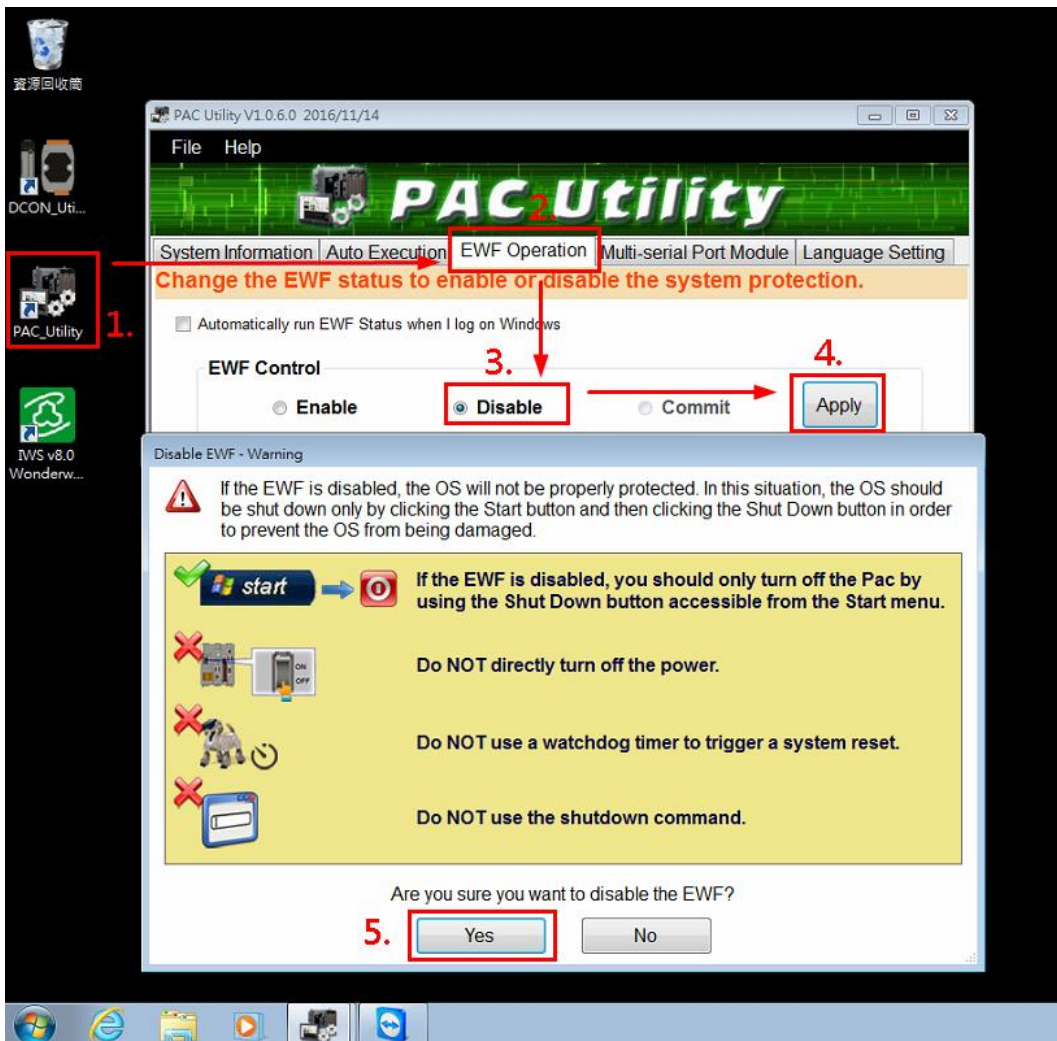 資源回收筒
DCON_Uti...
PAC_Utility
1.
IWS v8.0
Wonderw...
PAC Utility V1.0.6.0 2016/11/14
File Help
PAC Utility
2.
System Information Auto Execution EWF Operation Multi-serial Port Module Language Setting
Change the EWF status to enable or disable the system protection.
Automatically run EWF Status when I log on Windows
EWF Control
3.
4.
Enable Disable Commit Apply
Disable EWF - Warning
If the EWF is disabled, the OS will not be properly protected. In this situation, the OS should
be shut down only by clicking the Start button and then clicking the Shut Down button in order
to prevent the OS from being damaged.
start
If the EWF is disabled, you should only turn off the Pac by
using the Shut Down button accessible from the Start menu.
ON
OFF
Do NOT directly turn off the power.
Do NOT use a watchdog timer to trigger a system reset.
Do NOT use the shutdown command.
Are you sure you want to disable the EWF?
5.
Yes No